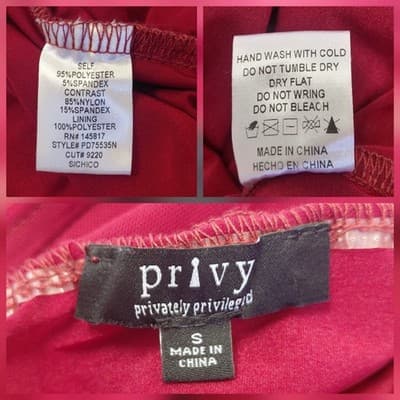 SELF
95%POLYESTER
5%SPANDEX
CONTRAST
85%NYLON
15%SPANDEX
LINING
100%POLYESTER
RN# 145817
STYLE# PD75535N
CUT# 9220
SICHICO
HAND WASH WITH COLD
DO NOT TUMBLE DRY
DRY FLAT
DO NOT WRING
DO NOT BLEACH
MADE IN CHINA
HECHO EN CHINA
privy
privately privileged
S
MADE IN
CHINA